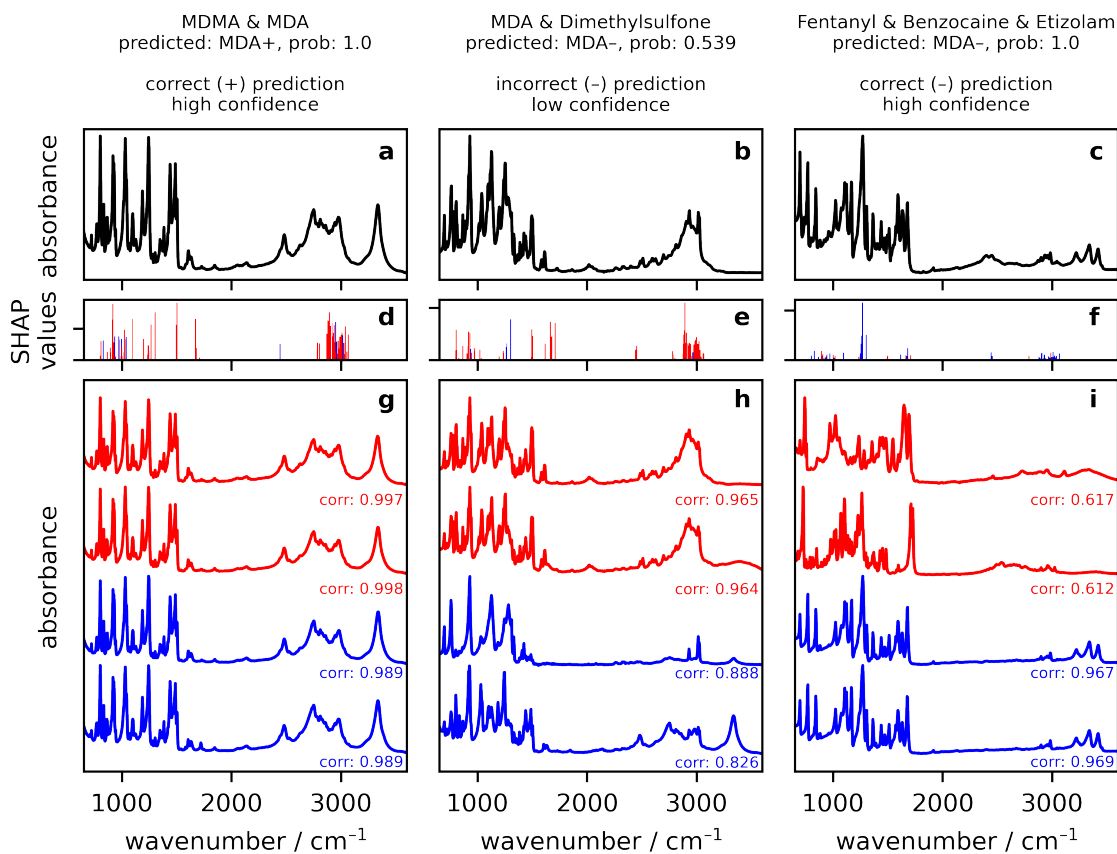 MDMA & MDA
predicted: MDA+, prob: 1.0
correct (+) prediction
high confidence
MDA & Dimethylsulfone
predicted: MDA–, prob: 0.539
incorrect (–) prediction
low confidence
Fentanyl & Benzocaine & Etizolam
predicted: MDA–, prob: 1.0
correct (–) prediction
high confidence
absorbance
a
b
c
SHAP
values
d
e
f
absorbance
g
corr: 0.997
corr: 0.998
corr: 0.989
corr: 0.989
h
corr: 0.965
corr: 0.964
corr: 0.888
corr: 0.826
i
corr: 0.617
corr: 0.612
corr: 0.967
corr: 0.969
1000 2000 3000
1000 2000 3000
1000 2000 3000
wavenumber / cm⁻¹
wavenumber / cm⁻¹
wavenumber / cm⁻¹